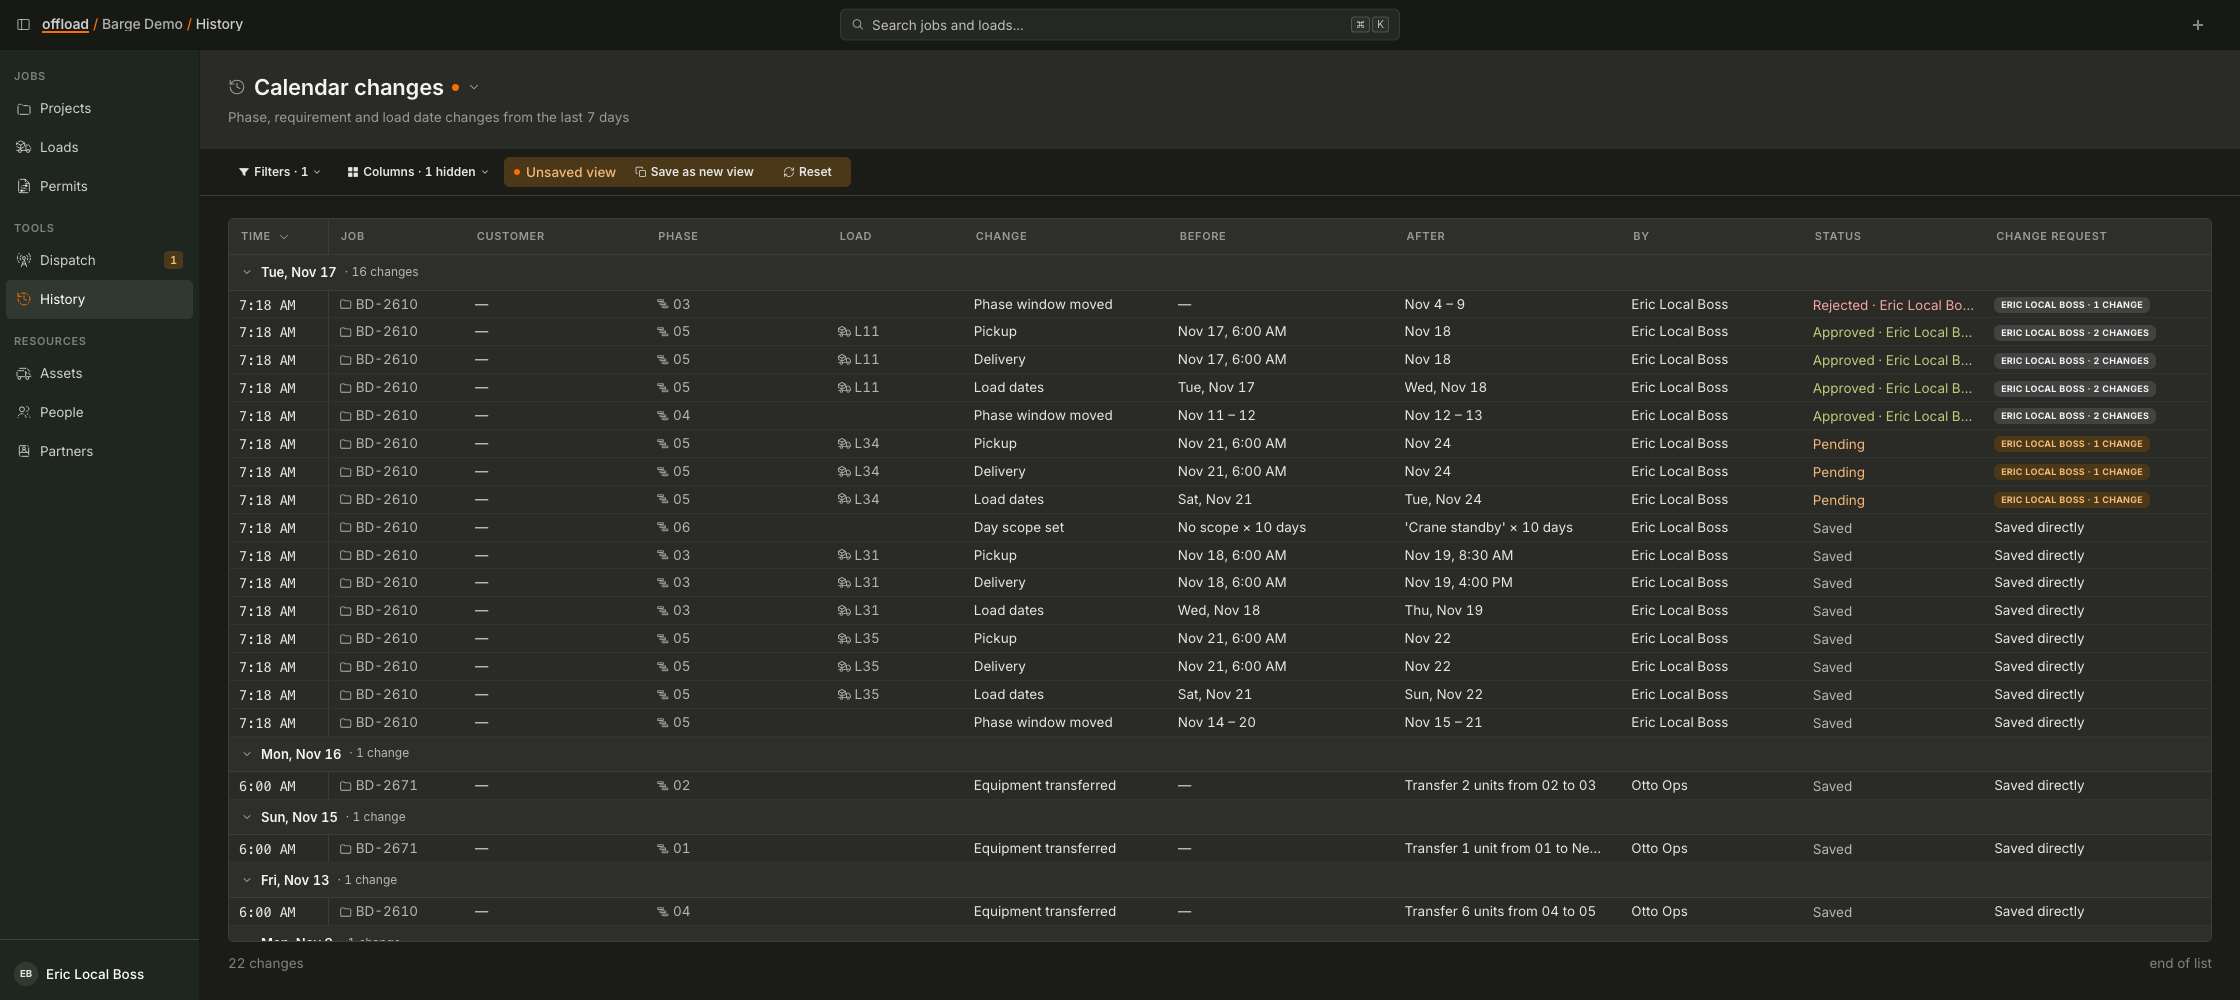 offload / Barge Demo / History
Search jobs and loads...
⌘ K
JOBS
Projects
Loads
Permits
TOOLS
Dispatch 1
History
RESOURCES
Assets
People
Partners
EB Eric Local Boss
Calendar changes
Phase, requirement and load date changes from the last 7 days
Filters · 1 Columns · 1 hidden Unsaved view Save as new view Reset
TIME JOB CUSTOMER PHASE LOAD CHANGE BEFORE AFTER BY STATUS CHANGE REQUEST
Tue, Nov 17 · 16 changes
7:18 AM BD-2610 — 03 Phase window moved — Nov 4 – 9 Eric Local Boss Rejected · Eric Local Bo... ERIC LOCAL BOSS · 1 CHANGE
7:18 AM BD-2610 — 05 L11 Pickup Nov 17, 6:00 AM Nov 18 Eric Local Boss Approved · Eric Local B... ERIC LOCAL BOSS · 2 CHANGES
7:18 AM BD-2610 — 05 L11 Delivery Nov 17, 6:00 AM Nov 18 Eric Local Boss Approved · Eric Local B... ERIC LOCAL BOSS · 2 CHANGES
7:18 AM BD-2610 — 05 L11 Load dates Tue, Nov 17 Wed, Nov 18 Eric Local Boss Approved · Eric Local B... ERIC LOCAL BOSS · 2 CHANGES
7:18 AM BD-2610 — 04 Phase window moved Nov 11 – 12 Nov 12 – 13 Eric Local Boss Approved · Eric Local B... ERIC LOCAL BOSS · 2 CHANGES
7:18 AM BD-2610 — 05 L34 Pickup Nov 21, 6:00 AM Nov 24 Eric Local Boss Pending ERIC LOCAL BOSS · 1 CHANGE
7:18 AM BD-2610 — 05 L34 Delivery Nov 21, 6:00 AM Nov 24 Eric Local Boss Pending ERIC LOCAL BOSS · 1 CHANGE
7:18 AM BD-2610 — 05 L34 Load dates Sat, Nov 21 Tue, Nov 24 Eric Local Boss Pending ERIC LOCAL BOSS · 1 CHANGE
7:18 AM BD-2610 — 06 Day scope set No scope × 10 days 'Crane standby' × 10 days Eric Local Boss Saved Saved directly
7:18 AM BD-2610 — 03 L31 Pickup Nov 18, 6:00 AM Nov 19, 8:30 AM Eric Local Boss Saved Saved directly
7:18 AM BD-2610 — 03 L31 Delivery Nov 18, 6:00 AM Nov 19, 4:00 PM Eric Local Boss Saved Saved directly
7:18 AM BD-2610 — 03 L31 Load dates Wed, Nov 18 Thu, Nov 19 Eric Local Boss Saved Saved directly
7:18 AM BD-2610 — 05 L35 Pickup Nov 21, 6:00 AM Nov 22 Eric Local Boss Saved Saved directly
7:18 AM BD-2610 — 05 L35 Delivery Nov 21, 6:00 AM Nov 22 Eric Local Boss Saved Saved directly
7:18 AM BD-2610 — 05 L35 Load dates Sat, Nov 21 Sun, Nov 22 Eric Local Boss Saved Saved directly
7:18 AM BD-2610 — 05 Phase window moved Nov 14 – 20 Nov 15 – 21 Eric Local Boss Saved Saved directly
Mon, Nov 16 · 1 change
6:00 AM BD-2671 — 02 Equipment transferred — Transfer 2 units from 02 to 03 Otto Ops Saved Saved directly
Sun, Nov 15 · 1 change
6:00 AM BD-2671 — 01 Equipment transferred — Transfer 1 unit from 01 to Ne... Otto Ops Saved Saved directly
Fri, Nov 13 · 1 change
6:00 AM BD-2610 — 04 Equipment transferred — Transfer 6 units from 04 to 05 Otto Ops Saved Saved directly
Mon, Nov 9 · 1 change
22 changes end of list